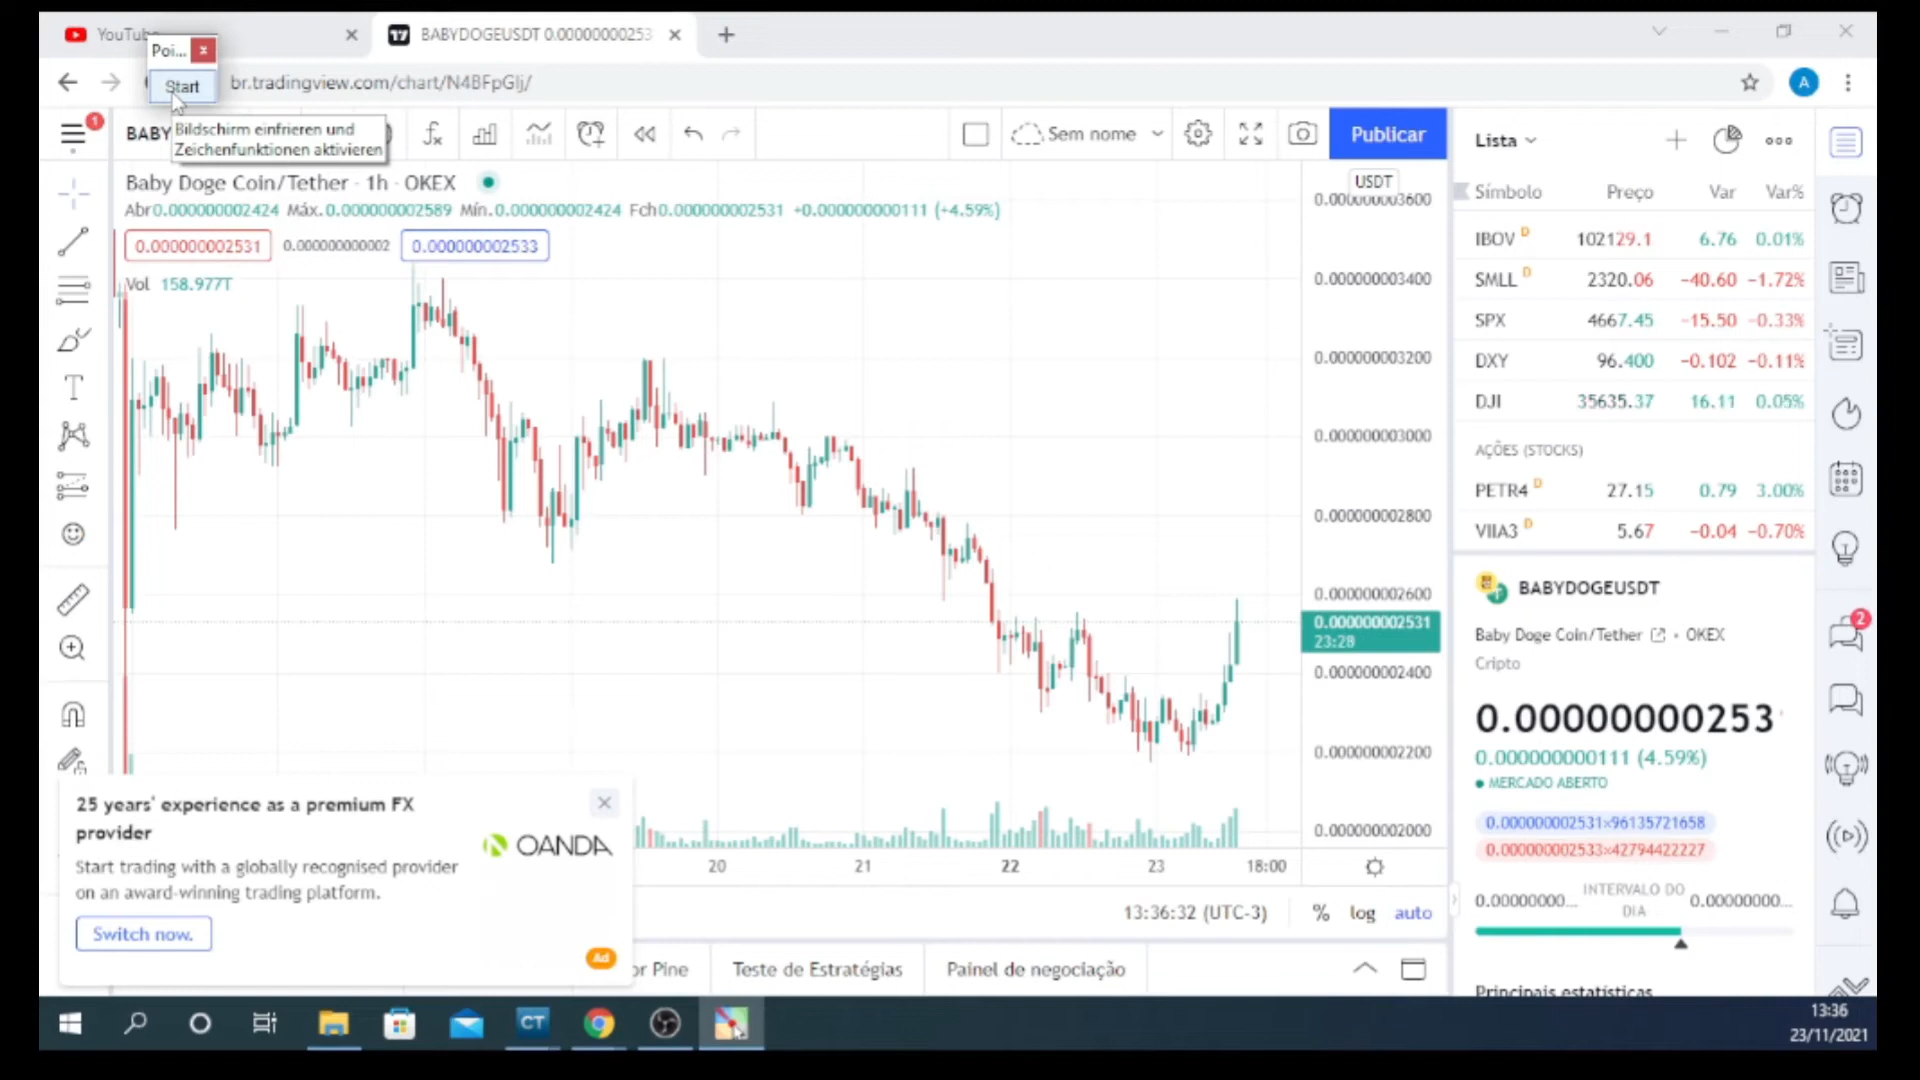 YouTube
BABYDOGEUSDT 0.00000000253
Poi...
Start
br.tradingview.com/chart/N4BFpGlj/
A
Bildschirm einfrieren und
Zeichenfunktionen aktivieren
1
BABY
Sem nome
Publicar
Baby Doge Coin/Tether · 1h · OKEX
Abr0.000000002424 Máx.0.000000002589 Mín.0.000000002424 Fch0.000000002531 +0.000000000111 (+4.59%)
0.000000002531 0.000000000002 0.000000002533
Vol 158.977T
USDT
0.000000003600
0.000000003400
0.000000003200
0.000000003000
0.000000002800
0.000000002600
0.000000002531
23:28
0.000000002400
0.000000002200
0.000000002000
20 21 22 23 18:00
13:36:32 (UTC-3) % log auto
25 years' experience as a premium FX
provider
Start trading with a globally recognised provider
on an award-winning trading platform.
Switch now.
OANDA
Ad
or Pine Teste de Estratégias Painel de negociação
Lista
Símbolo Preço Var Var%
IBOV D 102129.1 6.76 0.01%
SMLL D 2320.06 −40.60 −1.72%
SPX 4667.45 −15.50 −0.33%
DXY 96.400 −0.102 −0.11%
DJI 35635.37 16.11 0.05%
AÇÕES (STOCKS)
PETR4 D 27.15 0.79 3.00%
VIIA3 D 5.67 −0.04 −0.70%
BABYDOGEUSDT
Baby Doge Coin/Tether • OKEX
Cripto
0.00000000253
0.000000000111 (4.59%)
MERCADO ABERTO
0.000000002531×96135721658
0.000000002533×42794422227
0.00000000... INTERVALO DO 0.00000000...
DIA
Principais estatísticas
2
CT
13:36
23/11/2021